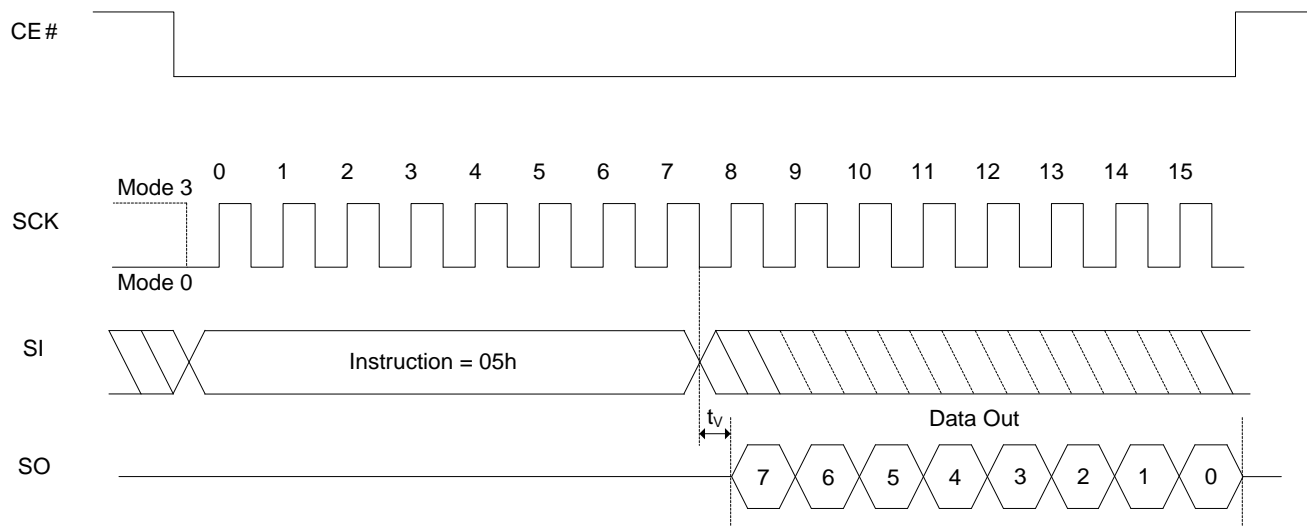 CE#
0 1 2 3 4 5 6 7 8 9 10 11 12 13 14 15
Mode 3
SCK
Mode 0
SI
Instruction = 05h
tV
Data Out
SO
7 6 5 4 3 2 1 0